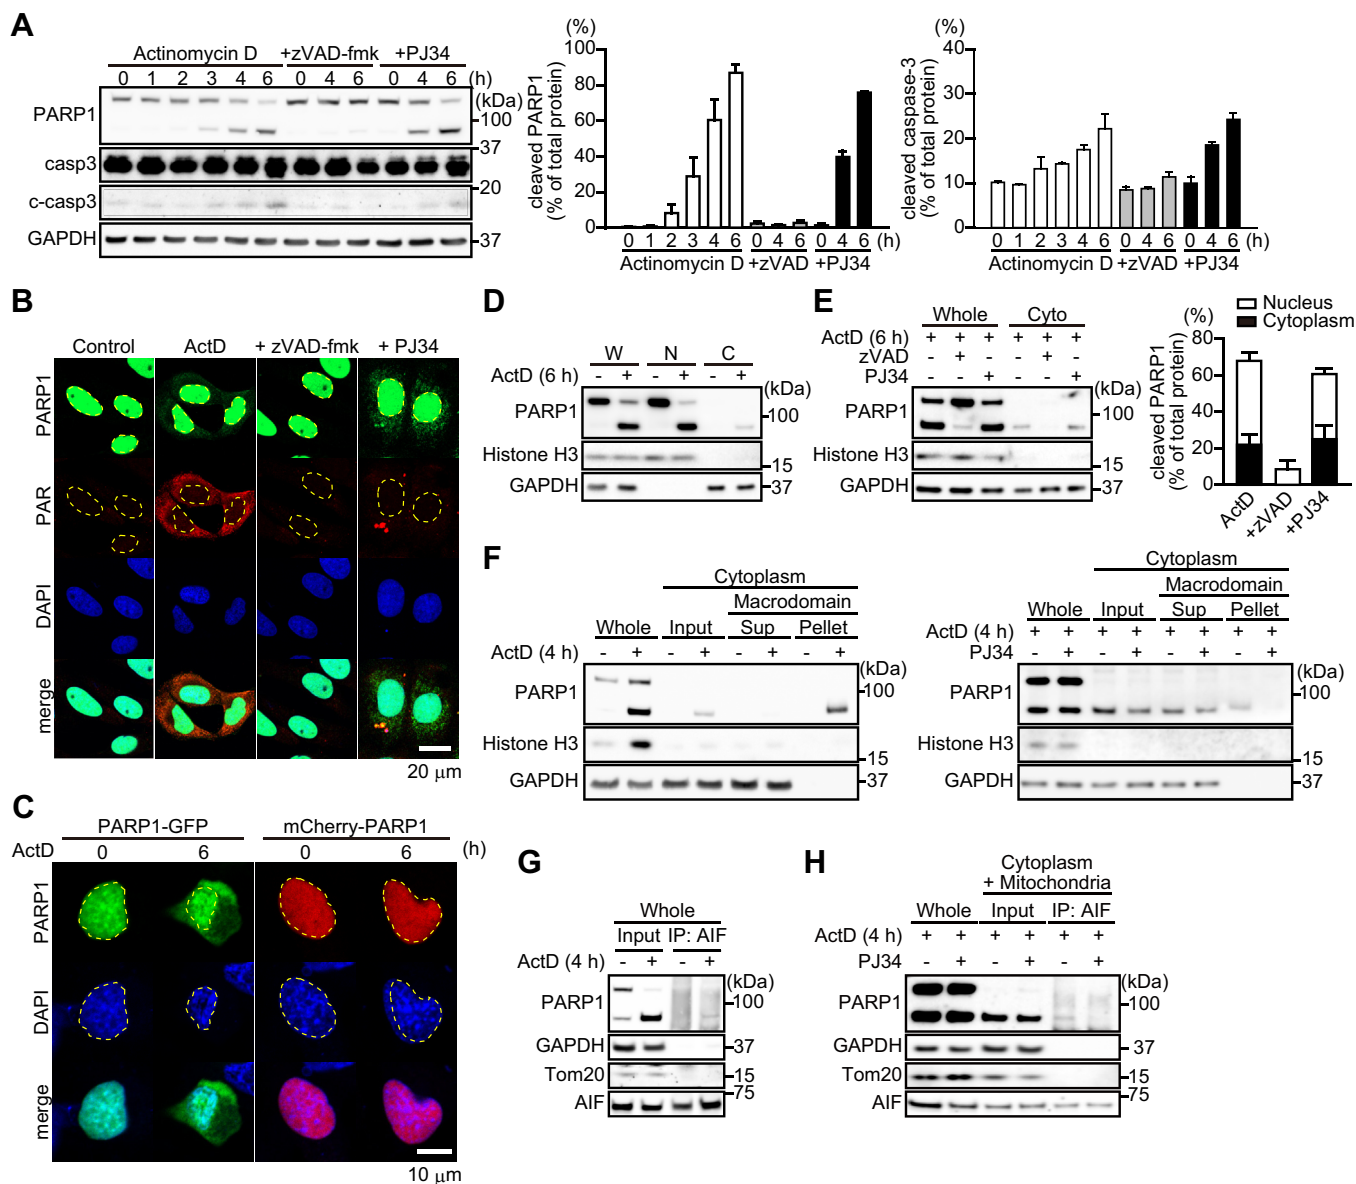 A
Actinomycin D +zVAD-fmk +PJ34
0 1 2 3 4 6 0 4 6 0 4 6 (h)
(kDa)
PARP1
100
37
casp3
20
c-casp3
GAPDH
37
(%)
cleaved PARP1
(% of total protein)
100
80
60
40
20
0
0 1 2 3 4 6 0 4 6 0 4 6 (h)
Actinomycin D +zVAD +PJ34
(%)
cleaved caspase-3
(% of total protein)
40
30
20
10
0
0 1 2 3 4 6 0 4 6 0 4 6 (h)
Actinomycin D +zVAD +PJ34
B
Control ActD + zVAD-fmk + PJ34
PARP1
PAR
DAPI
merge
20 μm
C
PARP1-GFP mCherry-PARP1
ActD 0 6 0 6 (h)
PARP1
DAPI
merge
10 μm
D
W N C
ActD (6 h) - + - + - +
(kDa)
PARP1
100
Histone H3
15
GAPDH
37
E
Whole Cyto
ActD (6 h) + + + + + +
zVAD - + - - + -
PJ34 - - + - - +
(kDa)
PARP1
100
Histone H3
15
GAPDH
37
Nucleus
Cytoplasm
(%)
cleaved PARP1
(% of total protein)
80
60
40
20
0
ActD
+zVAD
+PJ34
F
Cytoplasm
Macrodomain
Whole Input Sup Pellet
ActD (4 h) - + - + - + - +
(kDa)
PARP1
100
Histone H3
15
GAPDH
37
Cytoplasm
Macrodomain
Whole Input Sup Pellet
ActD (4 h) + + + + + + + +
PJ34 - + - + - + - +
(kDa)
PARP1
100
Histone H3
15
GAPDH
37
G
Whole
Input IP: AIF
ActD (4 h) - + - +
(kDa)
PARP1
100
GAPDH
37
Tom20
15
75
AIF
H
Cytoplasm
+ Mitochondria
Whole Input IP: AIF
ActD (4 h) + + + + + +
PJ34 - + - + - +
(kDa)
PARP1
100
GAPDH
37
Tom20
15
75
AIF